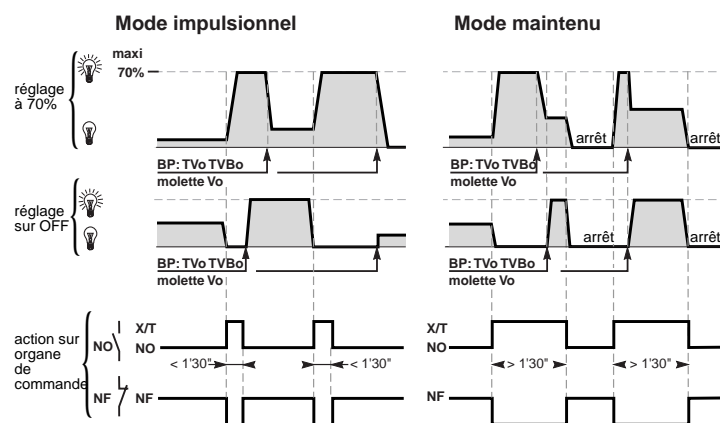 Mode impulsionnel
Mode maintenu
réglage
à 70%
maxi
70%
arrêt
arrêt
BP: TVo TVBo
molette Vo
BP: TVo TVBo
molette Vo
réglage
sur OFF
arrêt
arrêt
BP: TVo TVBo
molette Vo
BP: TVo TVBo
molette Vo
action sur
organe
de
commande
NO
X/T
NO
< 1'30"
< 1'30"
X/T
NO
> 1'30"
> 1'30"
NF
NF
NF